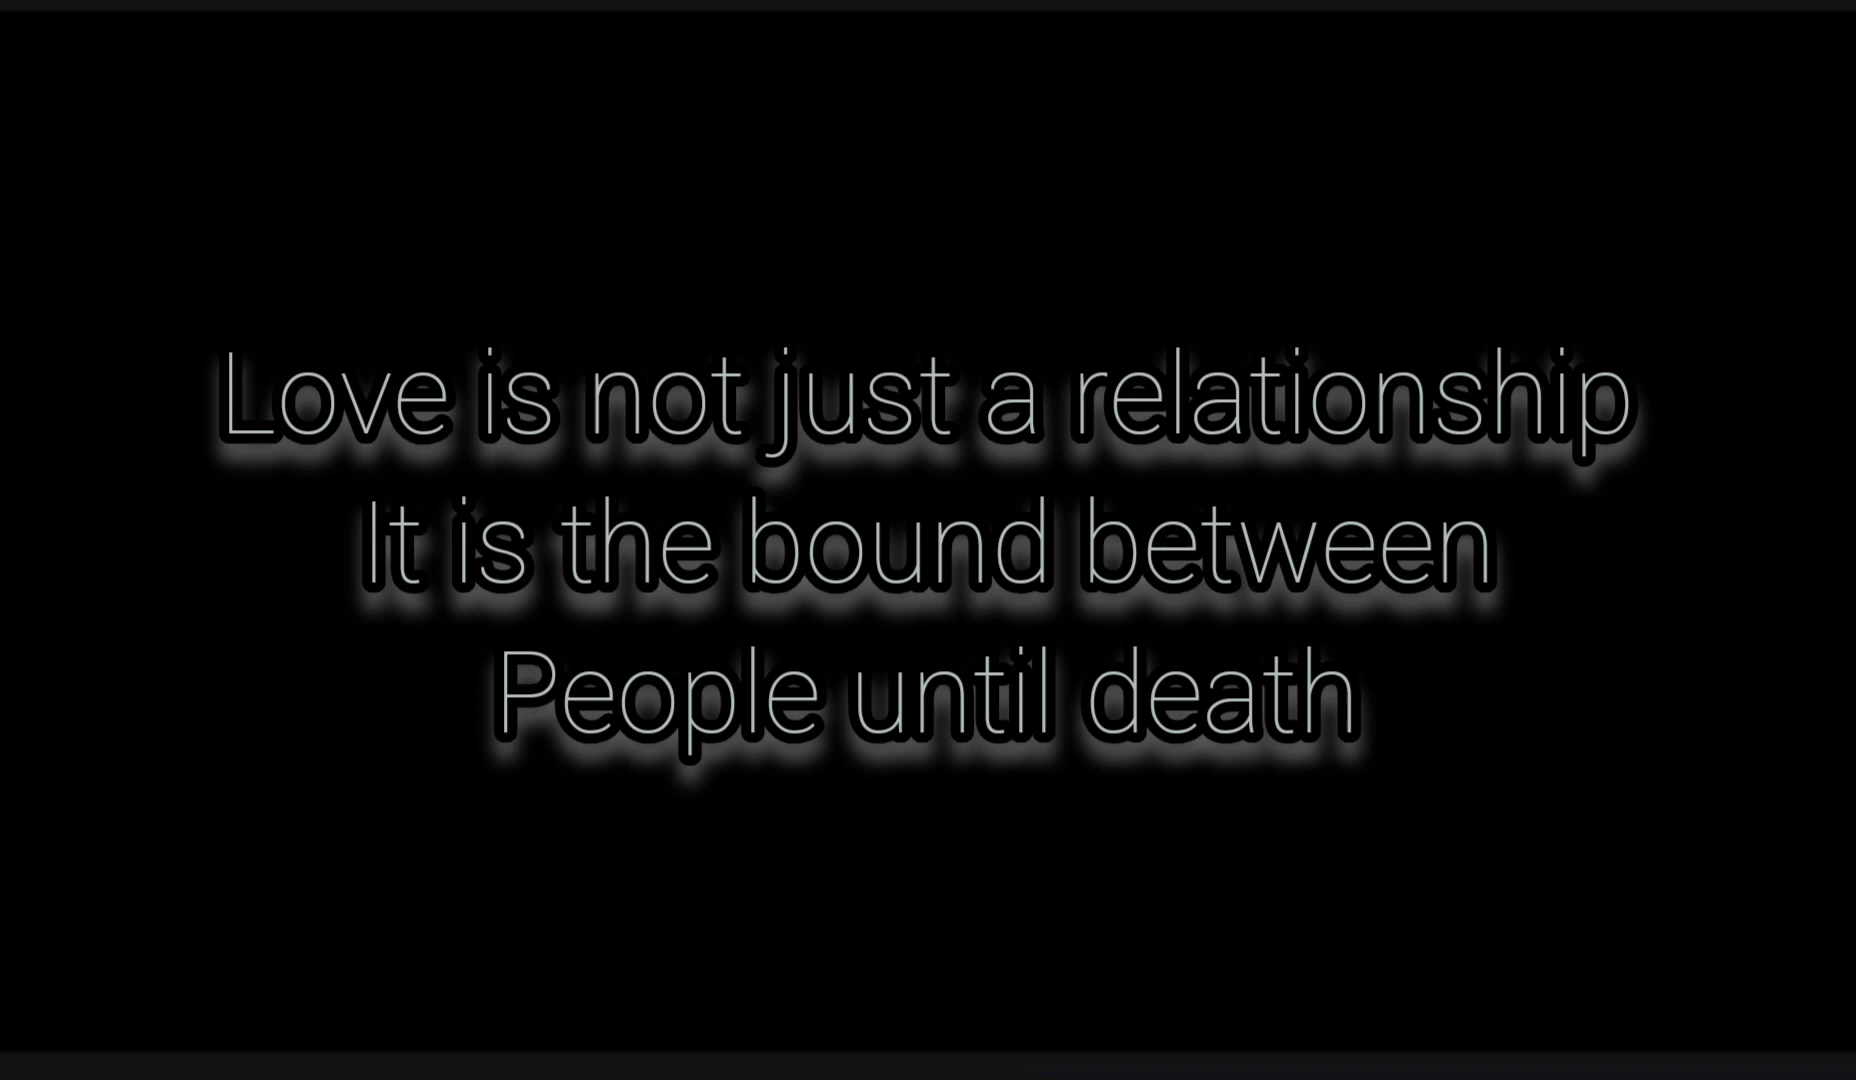 Love is not just a relationship
It is the bound between
People until death